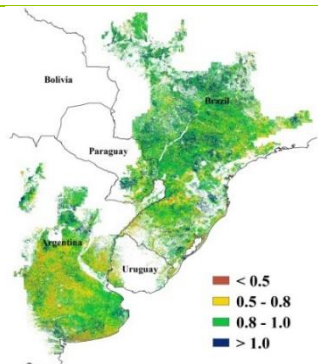 Bolivia
Brazil
Paraguay
Argentina
Uruguay
< 0.5
0.5 - 0.8
0.8 - 1.0
> 1.0